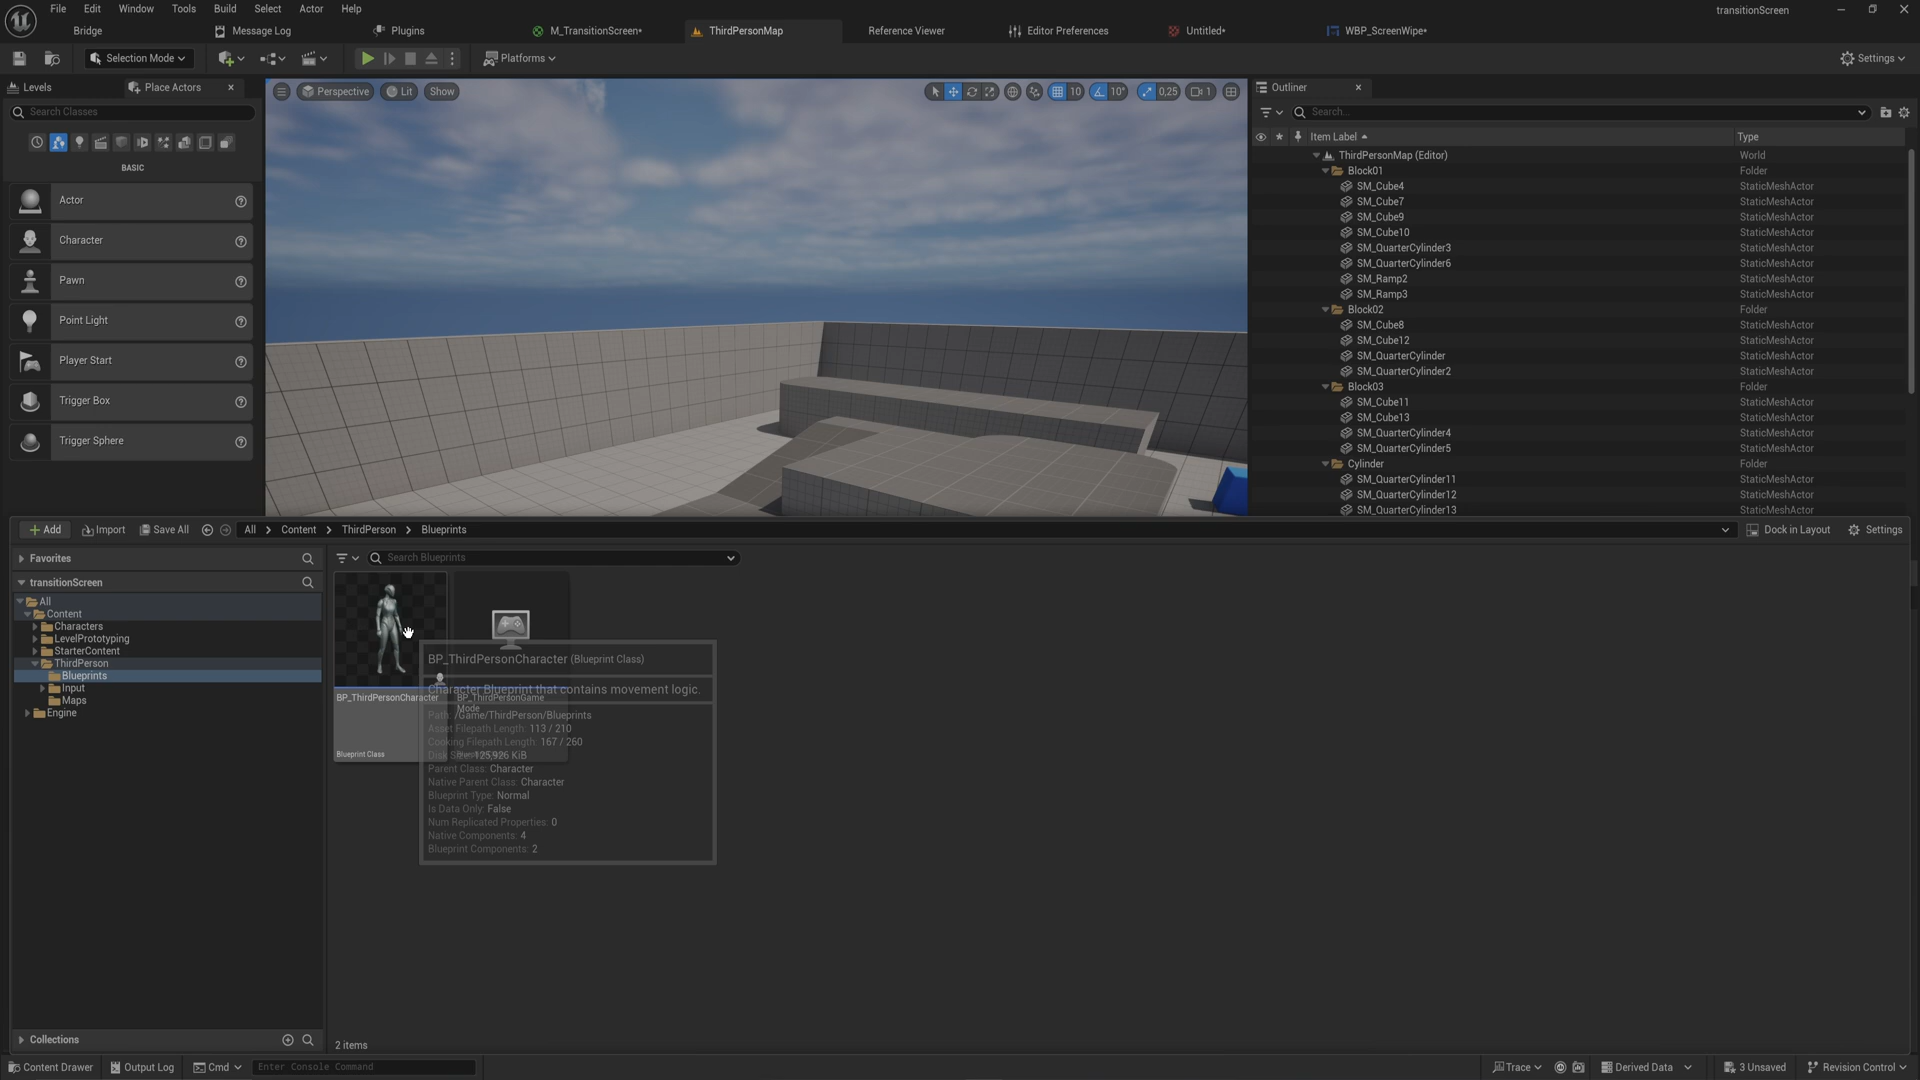 File Edit Window Tools Build Select Actor Help
transitionScreen
Bridge Message Log Plugins M_TransitionScreen* ThirdPersonMap Reference Viewer Editor Preferences Untitled* WBP_ScreenWipe*
Selection Mode Platforms Settings
Levels Place Actors
Search Classes
BASIC
Actor
Character
Pawn
Point Light
Player Start
Trigger Box
Trigger Sphere
Perspective Lit Show 10 10° 0,25 1
Outliner
Search...
Item Label Type
ThirdPersonMap (Editor) World
Block01 Folder
SM_Cube4 StaticMeshActor
SM_Cube7 StaticMeshActor
SM_Cube9 StaticMeshActor
SM_Cube10 StaticMeshActor
SM_QuarterCylinder3 StaticMeshActor
SM_QuarterCylinder6 StaticMeshActor
SM_Ramp2 StaticMeshActor
SM_Ramp3 StaticMeshActor
Block02 Folder
SM_Cube8 StaticMeshActor
SM_Cube12 StaticMeshActor
SM_QuarterCylinder StaticMeshActor
SM_QuarterCylinder2 StaticMeshActor
Block03 Folder
SM_Cube11 StaticMeshActor
SM_Cube13 StaticMeshActor
SM_QuarterCylinder4 StaticMeshActor
SM_QuarterCylinder5 StaticMeshActor
Cylinder Folder
SM_QuarterCylinder11 StaticMeshActor
SM_QuarterCylinder12 StaticMeshActor
SM_QuarterCylinder13 StaticMeshActor
Add Import Save All All Content ThirdPerson Blueprints Dock in Layout Settings
Favorites
transitionScreen
All
Content
Characters
LevelPrototyping
StarterContent
ThirdPerson
Blueprints
Input
Maps
Engine
Collections
Search Blueprints
BP_ThirdPersonCharacter
Blueprint Class
BP_ThirdPersonGame
Mode
BP_ThirdPersonCharacter (Blueprint Class)
Character Blueprint that contains movement logic.
Path: /Game/ThirdPerson/Blueprints
Asset Filepath Length: 113 / 210
Cooking Filepath Length: 167 / 260
Disk Size: 125,926 KiB
Parent Class: Character
Native Parent Class: Character
Blueprint Type: Normal
Is Data Only: False
Num Replicated Properties: 0
Native Components: 4
Blueprint Components: 2
2 items
Content Drawer Output Log Cmd Enter Console Command Trace Derived Data 3 Unsaved Revision Control